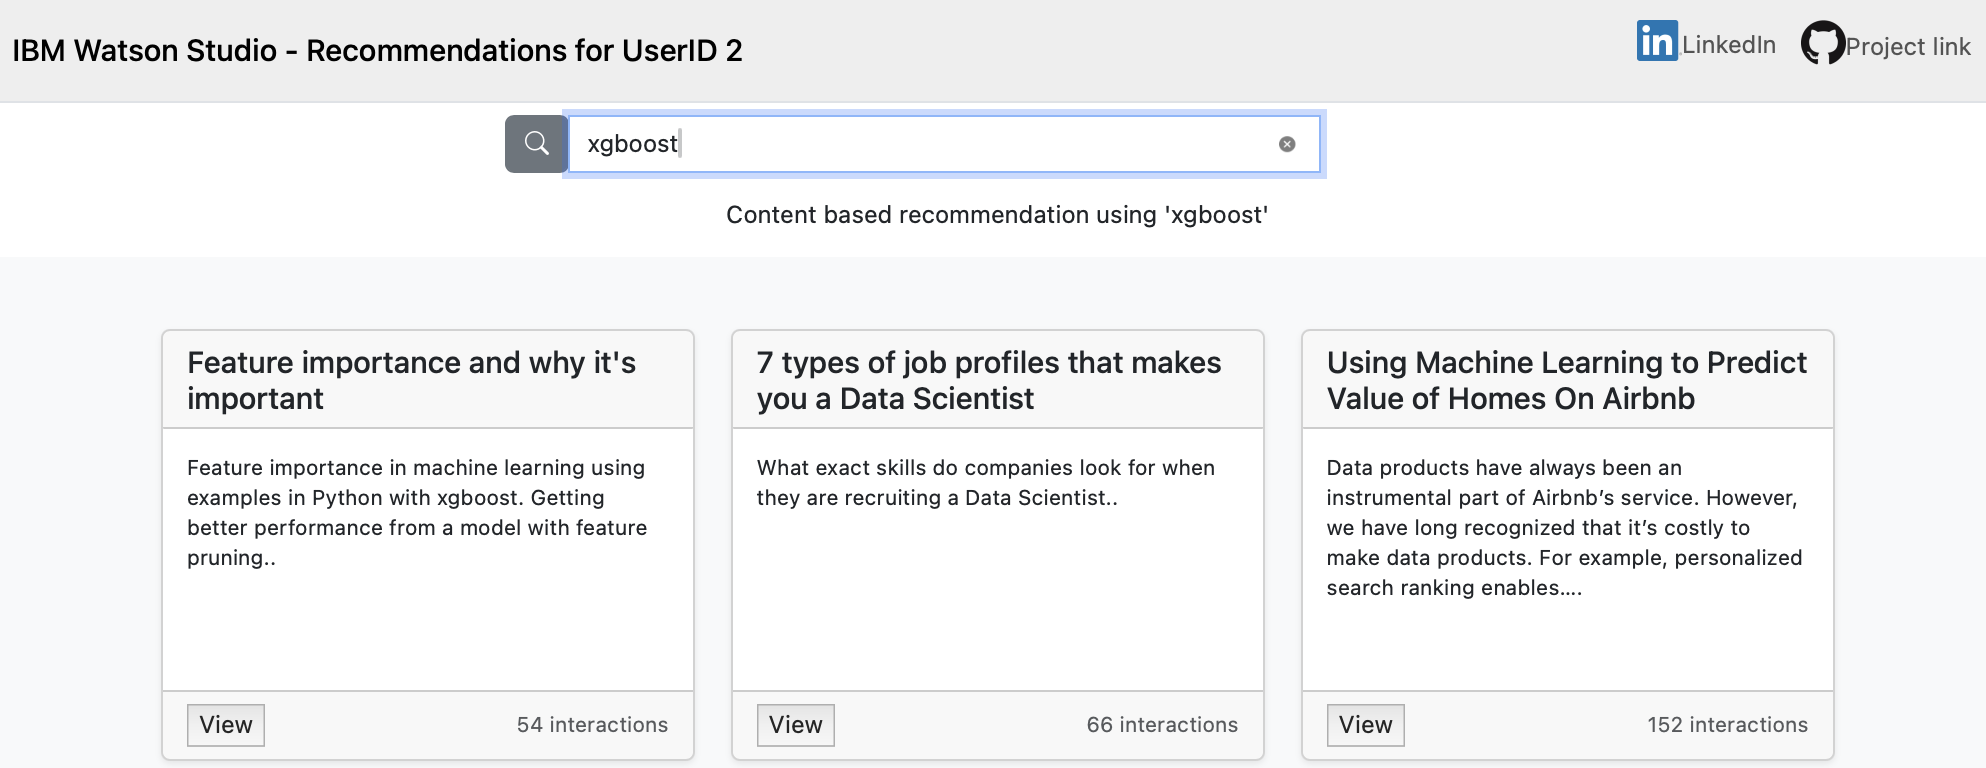 IBM Watson Studio - Recommendations for UserID 2
in LinkedIn
Project link
xgboost
Content based recommendation using 'xgboost'
Feature importance and why it's
important
Feature importance in machine learning using
examples in Python with xgboost. Getting
better performance from a model with feature
pruning..
View
54 interactions
7 types of job profiles that makes
you a Data Scientist
What exact skills do companies look for when
they are recruiting a Data Scientist..
View
66 interactions
Using Machine Learning to Predict
Value of Homes On Airbnb
Data products have always been an
instrumental part of Airbnb’s service. However,
we have long recognized that it’s costly to
make data products. For example, personalized
search ranking enables....
View
152 interactions